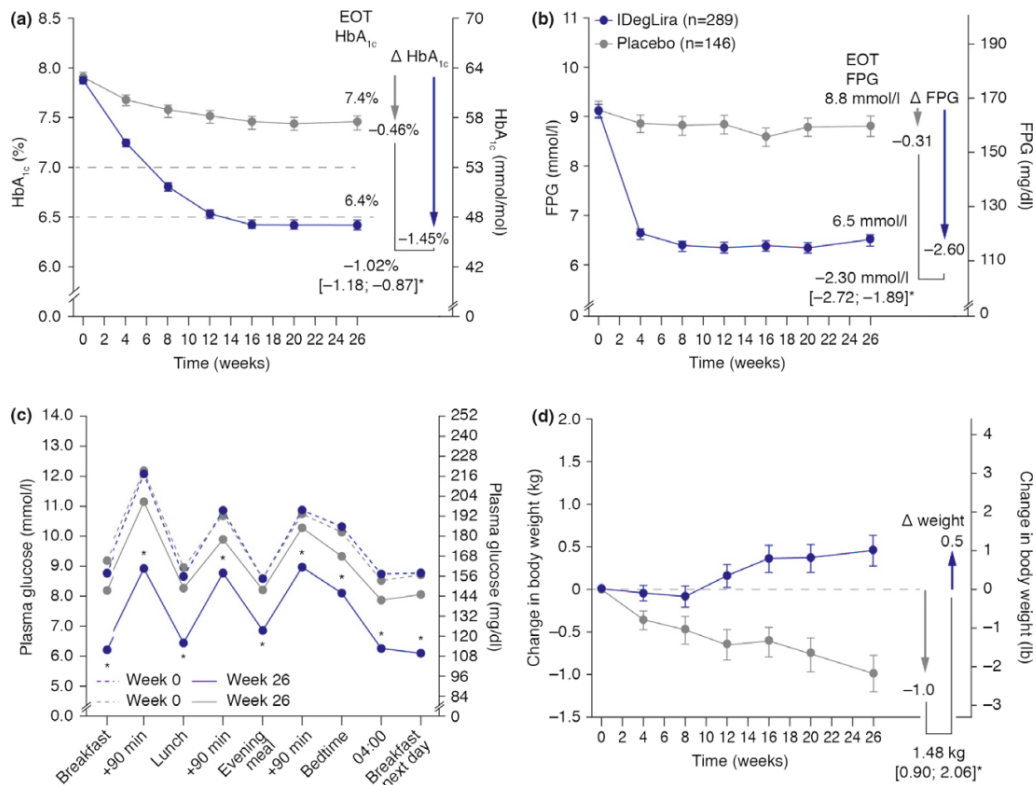 (a)
8.5
8.0
7.5
7.0
6.5
6.0
0.0
HbA1c (%)
0 2 4 6 8 10 12 14 16 18 20 22 24 26
Time (weeks)
EOT
HbA1c
Δ HbA1c
7.4%
−0.46%
6.4%
−1.45%
−1.02%
[−1.18; −0.87]*
70
64
58
53
48
42
0
HbA1c (mmol/mol)
(b)
IDegLira (n=289)
Placebo (n=146)
11
10
9
8
7
6
0
FPG (mmol/l)
0 2 4 6 8 10 12 14 16 18 20 22 24 26
Time (weeks)
EOT
FPG
8.8 mmol/l
Δ FPG
−0.31
6.5 mmol/l
−2.60
−2.30 mmol/l
[−2.72; −1.89]*
190
170
150
130
110
0
FPG (mg/dl)
(c)
14.0
13.0
12.0
11.0
10.0
9.0
8.0
7.0
6.0
5.0
0.0
Plasma glucose (mmol/l)
* * * * * * * * *
Week 0 Week 26
Week 0 Week 26
Breakfast
+90 min
Lunch
+90 min
Evening
meal
+90 min
Bedtime
04:00
Breakfast
next day
252
240
228
216
204
192
180
168
156
144
132
120
108
96
84
0
Plasma glucose (mg/dl)
(d)
2.0
1.5
1.0
0.5
0
−0.5
−1.0
−1.5
Change in body weight (kg)
0 2 4 6 8 10 12 14 16 18 20 22 24 26
Time (weeks)
Δ weight
0.5
−1.0
1.48 kg
[0.90; 2.06]*
4
3
2
1
0
−1
−2
−3
Change in
body weight (lb)